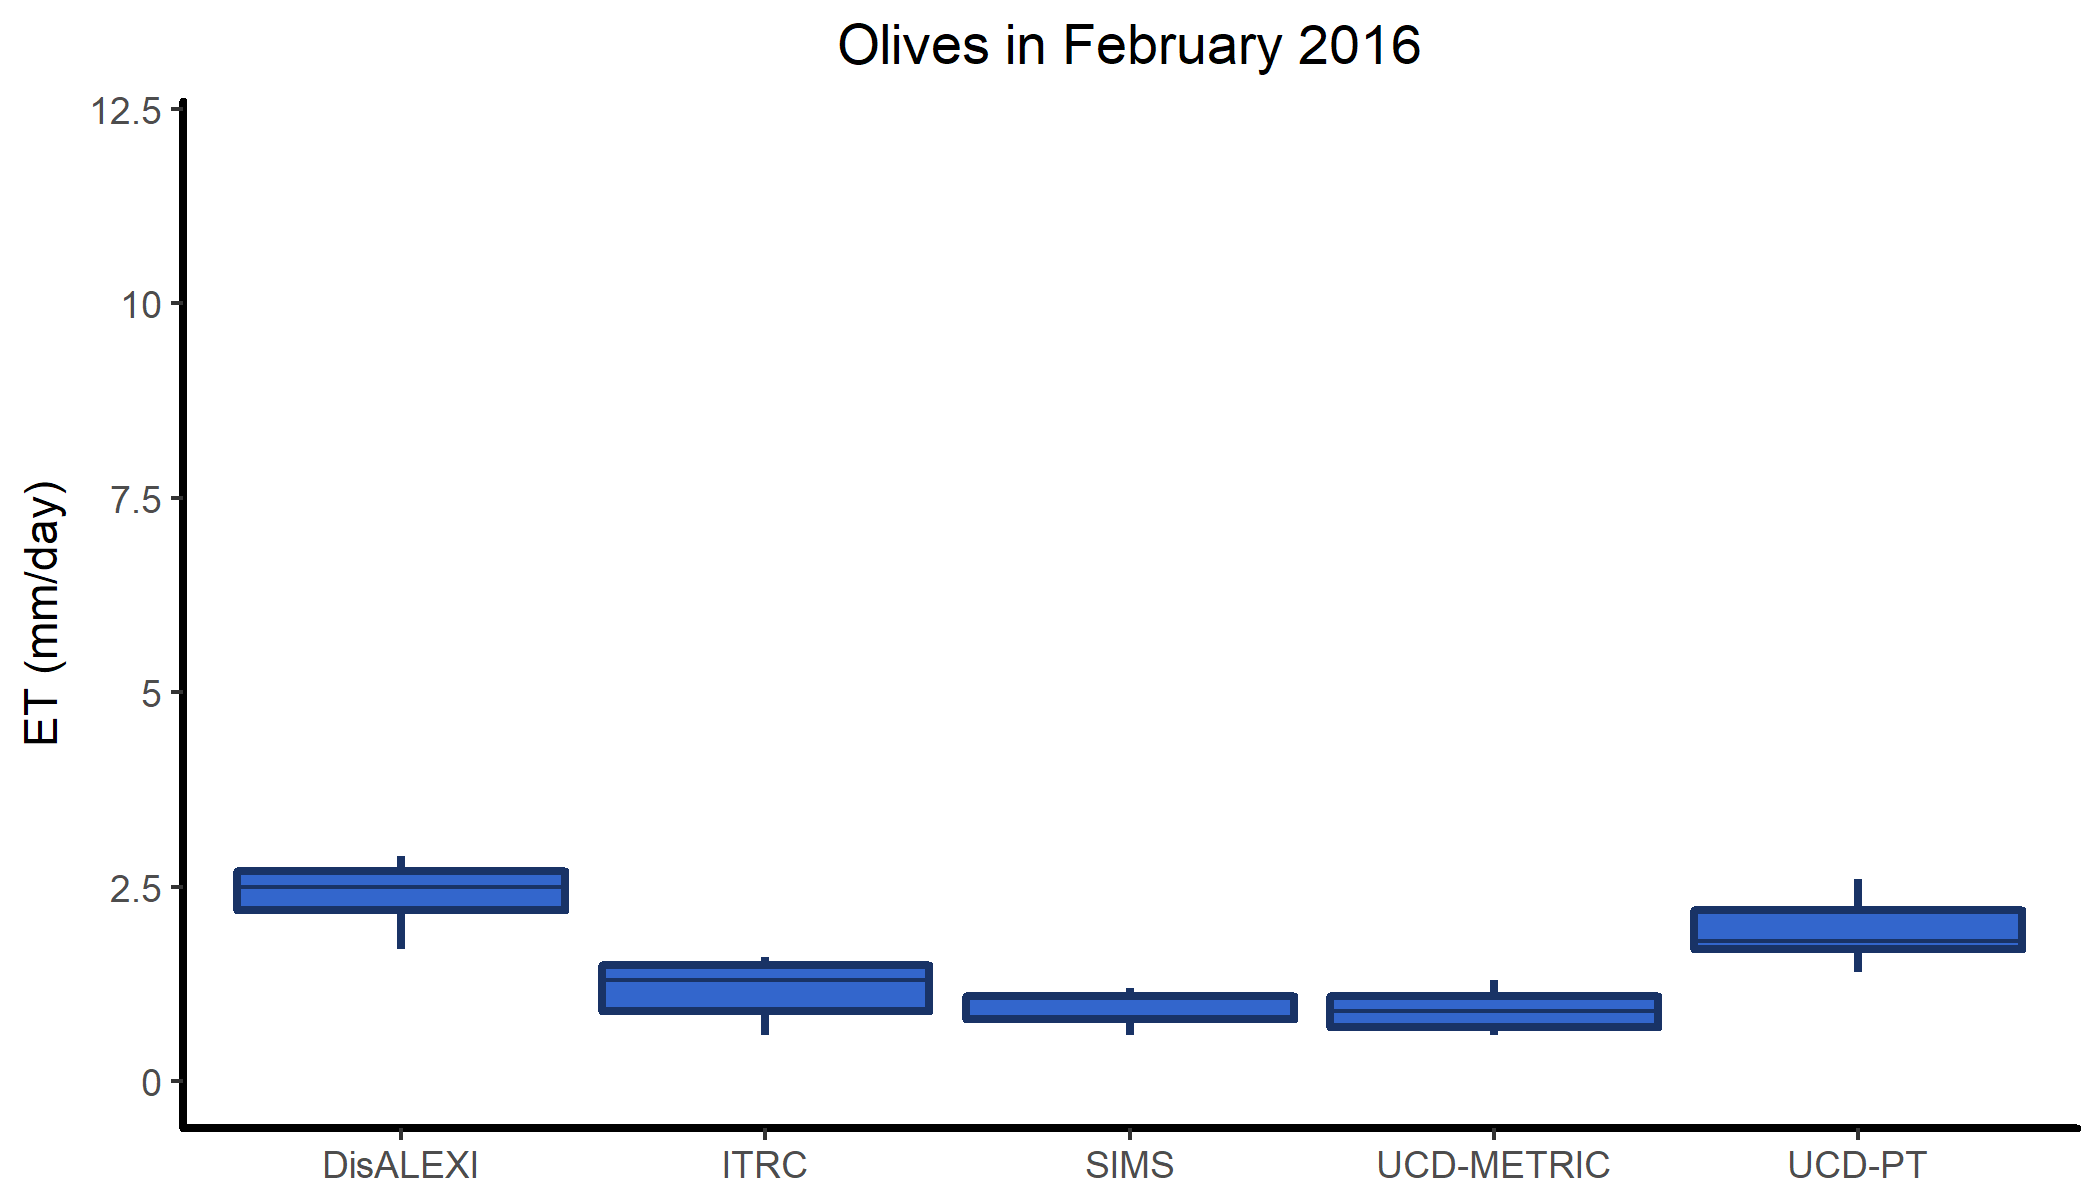 Olives in February 2016
12.5
10
7.5
5
2.5
0
ET (mm/day)
DisALEXI ITRC SIMS UCD-METRIC UCD-PT